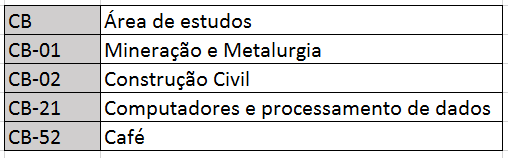 CB Área de estudos
CB-01 Mineração e Metalurgia
CB-02 Construção Civil
CB-21 Computadores e processamento de dados
CB-52 Café